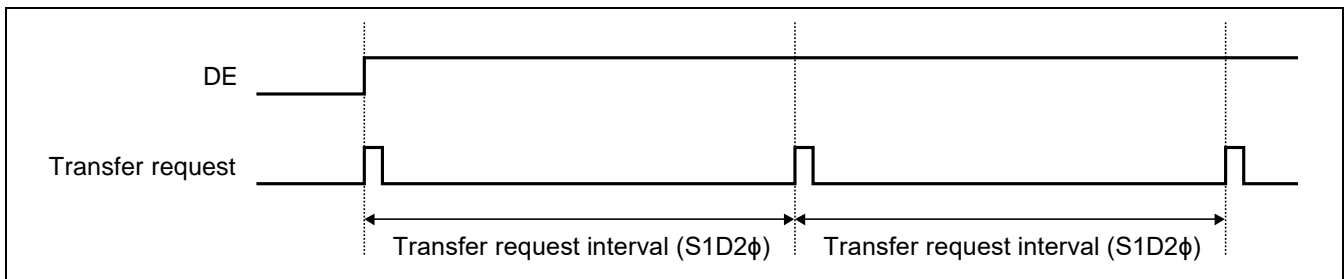 DE
Transfer request
Transfer request interval (S1D2ϕ) Transfer request interval (S1D2ϕ)